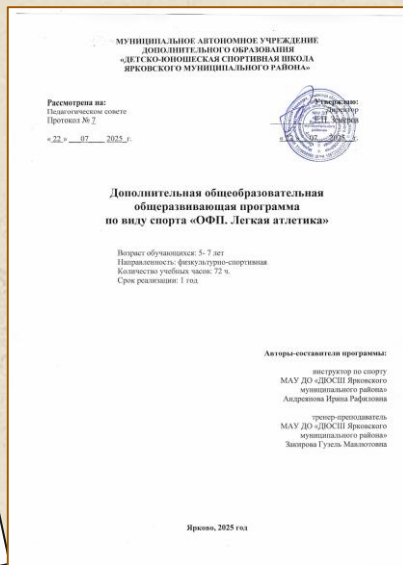 МУНИЦИПАЛЬНОЕ АВТОНОМНОЕ УЧРЕЖДЕНИЕ
ДОПОЛНИТЕЛЬНОГО ОБРАЗОВАНИЯ
«ДЕТСКО-ЮНОШЕСКАЯ СПОРТИВНАЯ ШКОЛА
ЯРКОВСКОГО МУНИЦИПАЛЬНОГО РАЙОНА»
Рассмотрена на:
Педагогическом совете
Протокол № 7
« 22 » 07 2025 г.
Утверждаю:
Директор
07 2025 г.
Дополнительная общеобразовательная
общеразвивающая программа
по виду спорта «ОФП. Легкая атлетика»
Возраст обучающихся: 5- 7 лет
Направленность: физкультурно-спортивная
Количество учебных часов: 72 ч.
Срок реализации: 1 год
Авторы-составители программы:
инструктор по спорту
МАУ ДО «ДЮСШ Ярковского
муниципального района»
Андреянова Ирина Рафиловна
тренер-преподаватель
МАУ ДО «ДЮСШ Ярковского
муниципального района»
Закирова Гузель Мавлютовна
Ярково, 2025 год